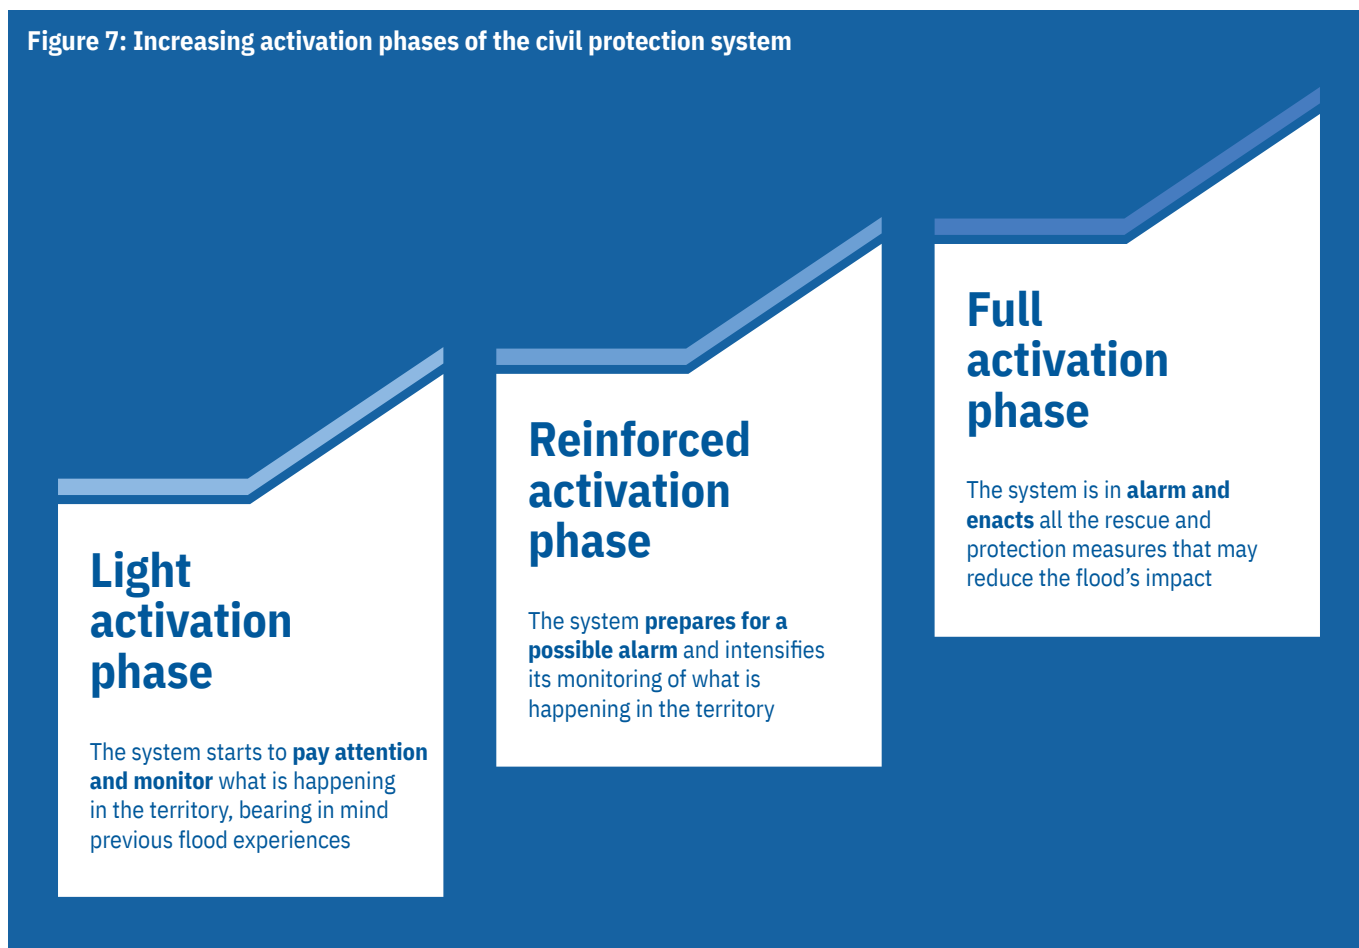 Figure 7: Increasing activation phases of the civil protection system
Light
activation
phase
The system starts to pay attention
and monitor what is happening
in the territory, bearing in mind
previous flood experiences
Reinforced
activation
phase
The system prepares for a
possible alarm and intensifies
its monitoring of what is
happening in the territory
Full
activation
phase
The system is in alarm and
enacts all the rescue and
protection measures that may
reduce the flood’s impact